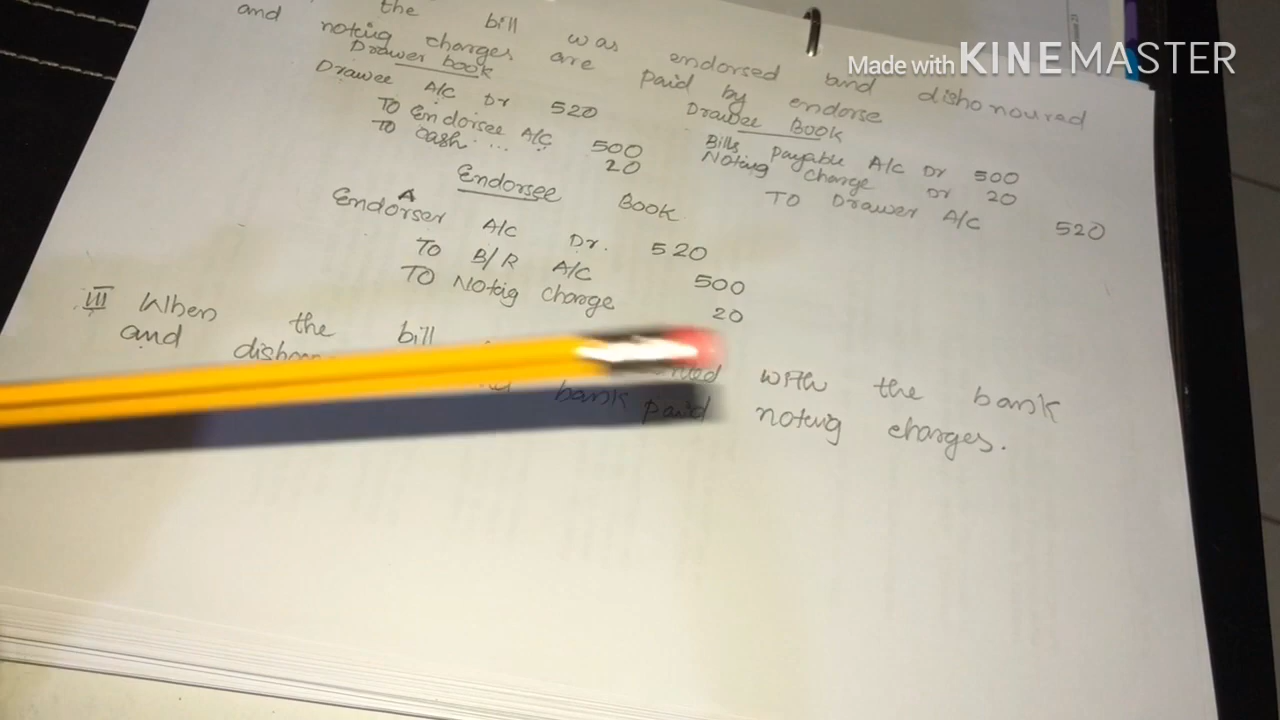 the bill was endorsed and dishonoured
and noting charges are paid by endorse
Drawer book
Drawee A/C Dr 520
To Endorsee A/C 500
To Cash .... 20
Drawee Book
Bills Payable A/C Dr 500
Noting Charge Dr 20
To Drawer A/C 520
Endorsee Book
Endorser A/C Dr. 520
To B/R A/C 500
To Noting Charge 20
III When the bill with the bank
and bank paid noting charges.
Made with KINEMASTER